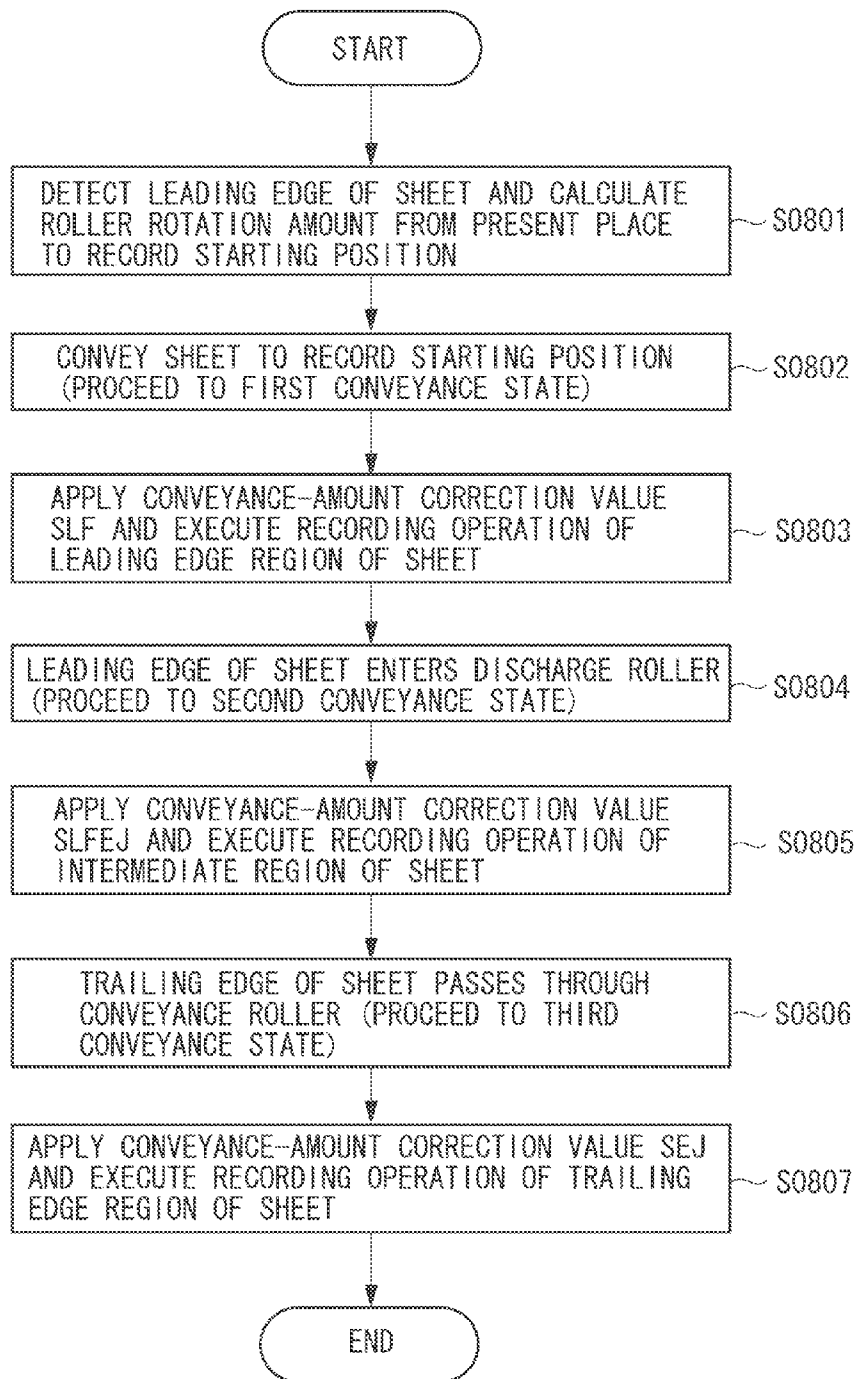 START
DETECT LEADING EDGE OF SHEET AND CALCULATE
ROLLER ROTATION AMOUNT FROM PRESENT PLACE
TO RECORD STARTING POSITION
S0801
CONVEY SHEET TO RECORD STARTING POSITION
(PROCEED TO FIRST CONVEYANCE STATE)
S0802
APPLY CONVEYANCE-AMOUNT CORRECTION VALUE
SLF AND EXECUTE RECORDING OPERATION OF
LEADING EDGE REGION OF SHEET
S0803
LEADING EDGE OF SHEET ENTERS DISCHARGE ROLLER
(PROCEED TO SECOND CONVEYANCE STATE)
S0804
APPLY CONVEYANCE-AMOUNT CORRECTION VALUE
SLFEJ AND EXECUTE RECORDING OPERATION OF
INTERMEDIATE REGION OF SHEET
S0805
TRAILING EDGE OF SHEET PASSES THROUGH
CONVEYANCE ROLLER (PROCEED TO THIRD
CONVEYANCE STATE)
S0806
APPLY CONVEYANCE-AMOUNT CORRECTION VALUE SEJ
AND EXECUTE RECORDING OPERATION OF TRAILING
EDGE REGION OF SHEET
S0807
END